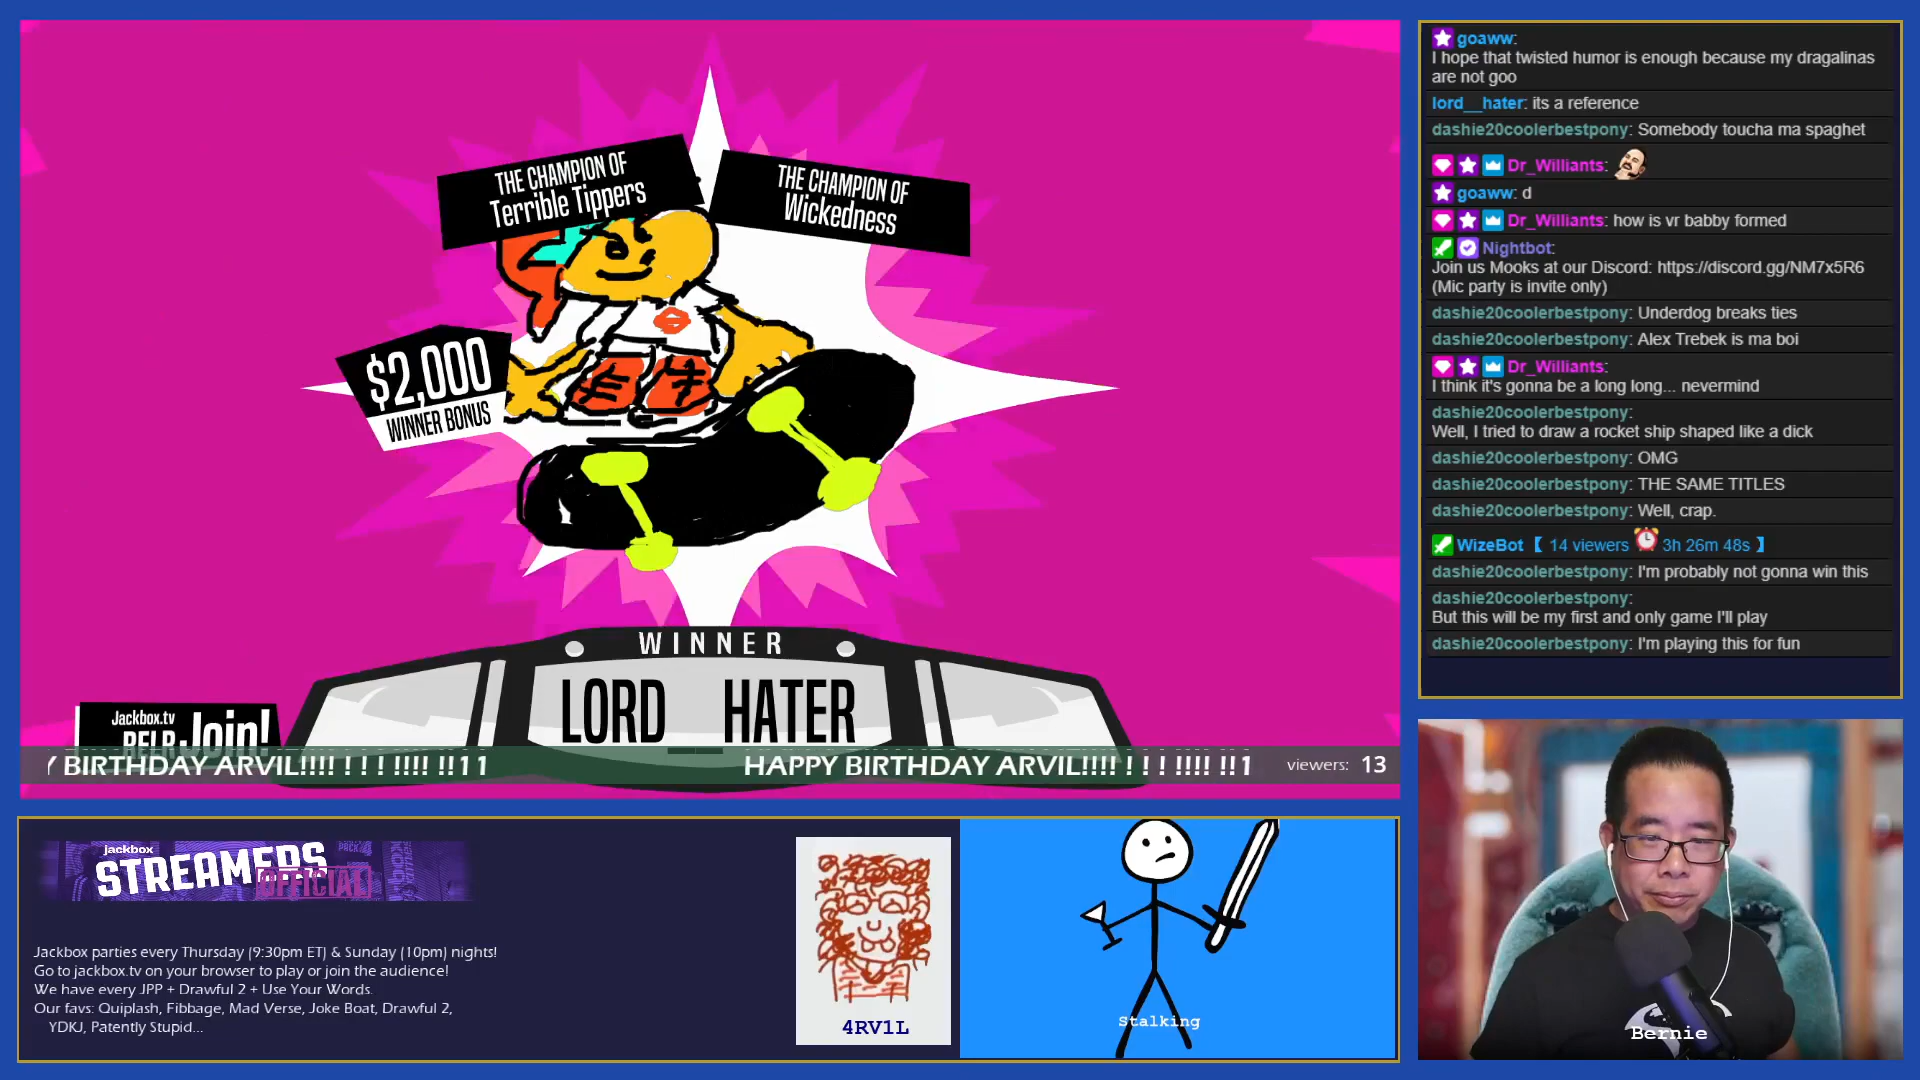 THE CHAMPION OF
Terrible Tippers
THE CHAMPION OF
Wickedness
$2,000
WINNER BONUS
WINNER
LORD__HATER
Jackbox.tv
Join!
BIRTHDAY ARVIL!!!! ! ! ! !!!! !!11
HAPPY BIRTHDAY ARVIL!!!! ! ! ! !!!! !!1
viewers: 13
jackbox
STREAMERS
OFFICIAL
Jackbox parties every Thursday (9:30pm ET) & Sunday (10pm) nights!
Go to jackbox.tv on your browser to play or join the audience!
We have every JPP + Drawful 2 + Use Your Words.
Our favs: Quiplash, Fibbage, Mad Verse, Joke Boat, Drawful 2,
YDKJ, Patently Stupid...
4RV1L
Stalking
goaww:
I hope that twisted humor is enough because my dragalinas
are not goo
lord__hater: its a reference
dashie20coolerbestpony: Somebody toucha ma spaghet
Dr_Williants:
goaww: d
Dr_Williants: how is vr babby formed
Nightbot:
Join us Mooks at our Discord: https://discord.gg/NM7x5R6
(Mic party is invite only)
dashie20coolerbestpony: Underdog breaks ties
dashie20coolerbestpony: Alex Trebek is ma boi
Dr_Williants:
I think it's gonna be a long long... nevermind
dashie20coolerbestpony:
Well, I tried to draw a rocket ship shaped like a dick
dashie20coolerbestpony: OMG
dashie20coolerbestpony: THE SAME TITLES
dashie20coolerbestpony: Well, crap.
WizeBot 【 14 viewers 3h 26m 48s 】
dashie20coolerbestpony: I'm probably not gonna win this
dashie20coolerbestpony:
But this will be my first and only game I'll play
dashie20coolerbestpony: I'm playing this for fun
Bernie